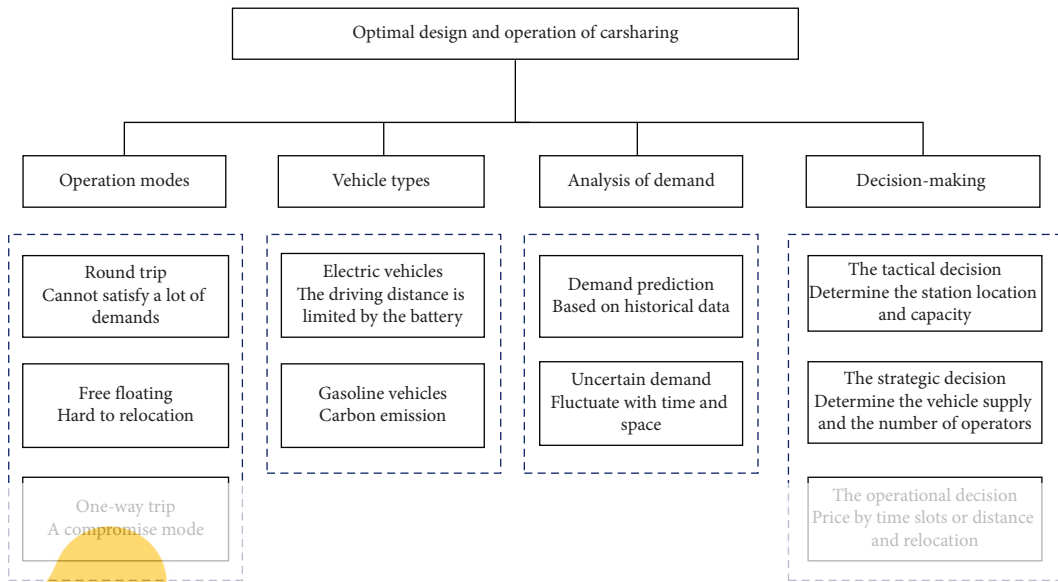 Optimal design and operation of carsharing
Operation modes
Vehicle types
Analysis of demand
Decision-making
Round trip
Cannot satisfy a lot of
demands
Free floating
Hard to relocation
One-way trip
A compromise mode
Electric vehicles
The driving distance is
limited by the battery
Gasoline vehicles
Carbon emission
Demand prediction
Based on historical data
Uncertain demand
Fluctuate with time and
space
The tactical decision
Determine the station location
and capacity
The strategic decision
Determine the vehicle supply
and the number of operators
The operational decision
Price by time slots or distance
and relocation